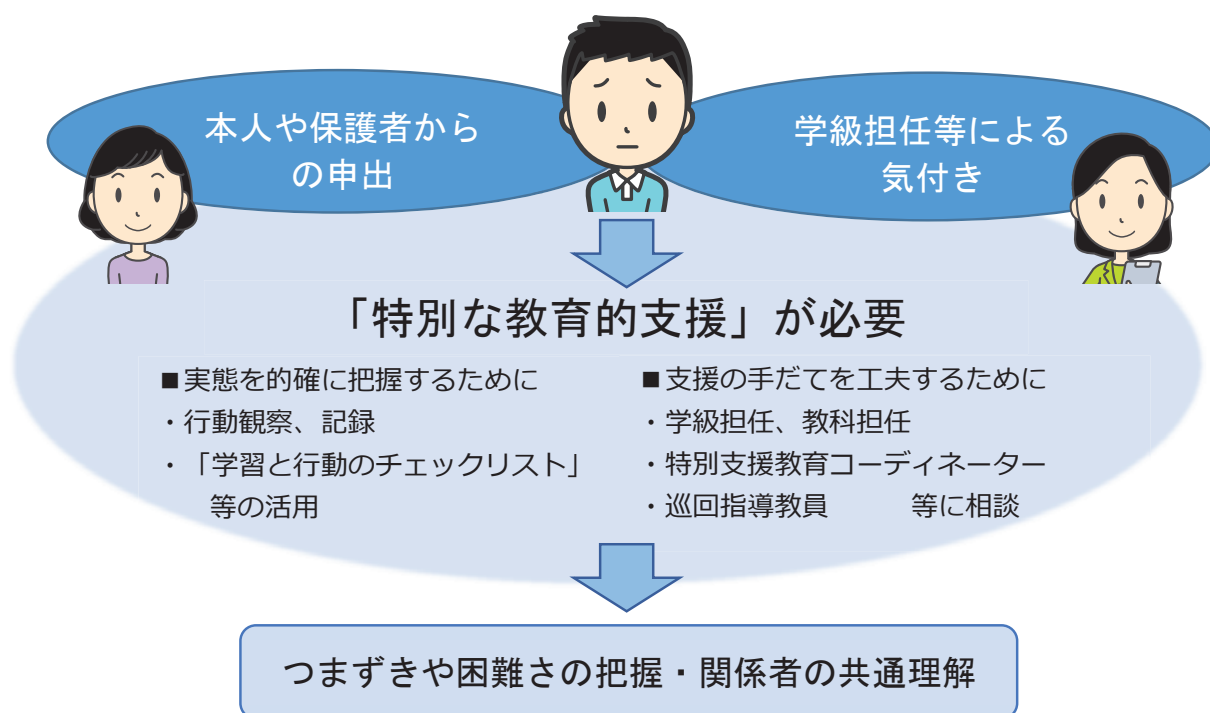 本人や保護者から
の申出
学級担任等による
気付き
「特別な教育的支援」が必要
■実態を的確に把握するために
・行動観察、記録
・「学習と行動のチェックリスト」
等の活用
■支援の手だてを工夫するために
・学級担任、教科担任
・特別支援教育コーディネーター
・巡回指導教員　　　等に相談
つまずきや困難さの把握・関係者の共通理解